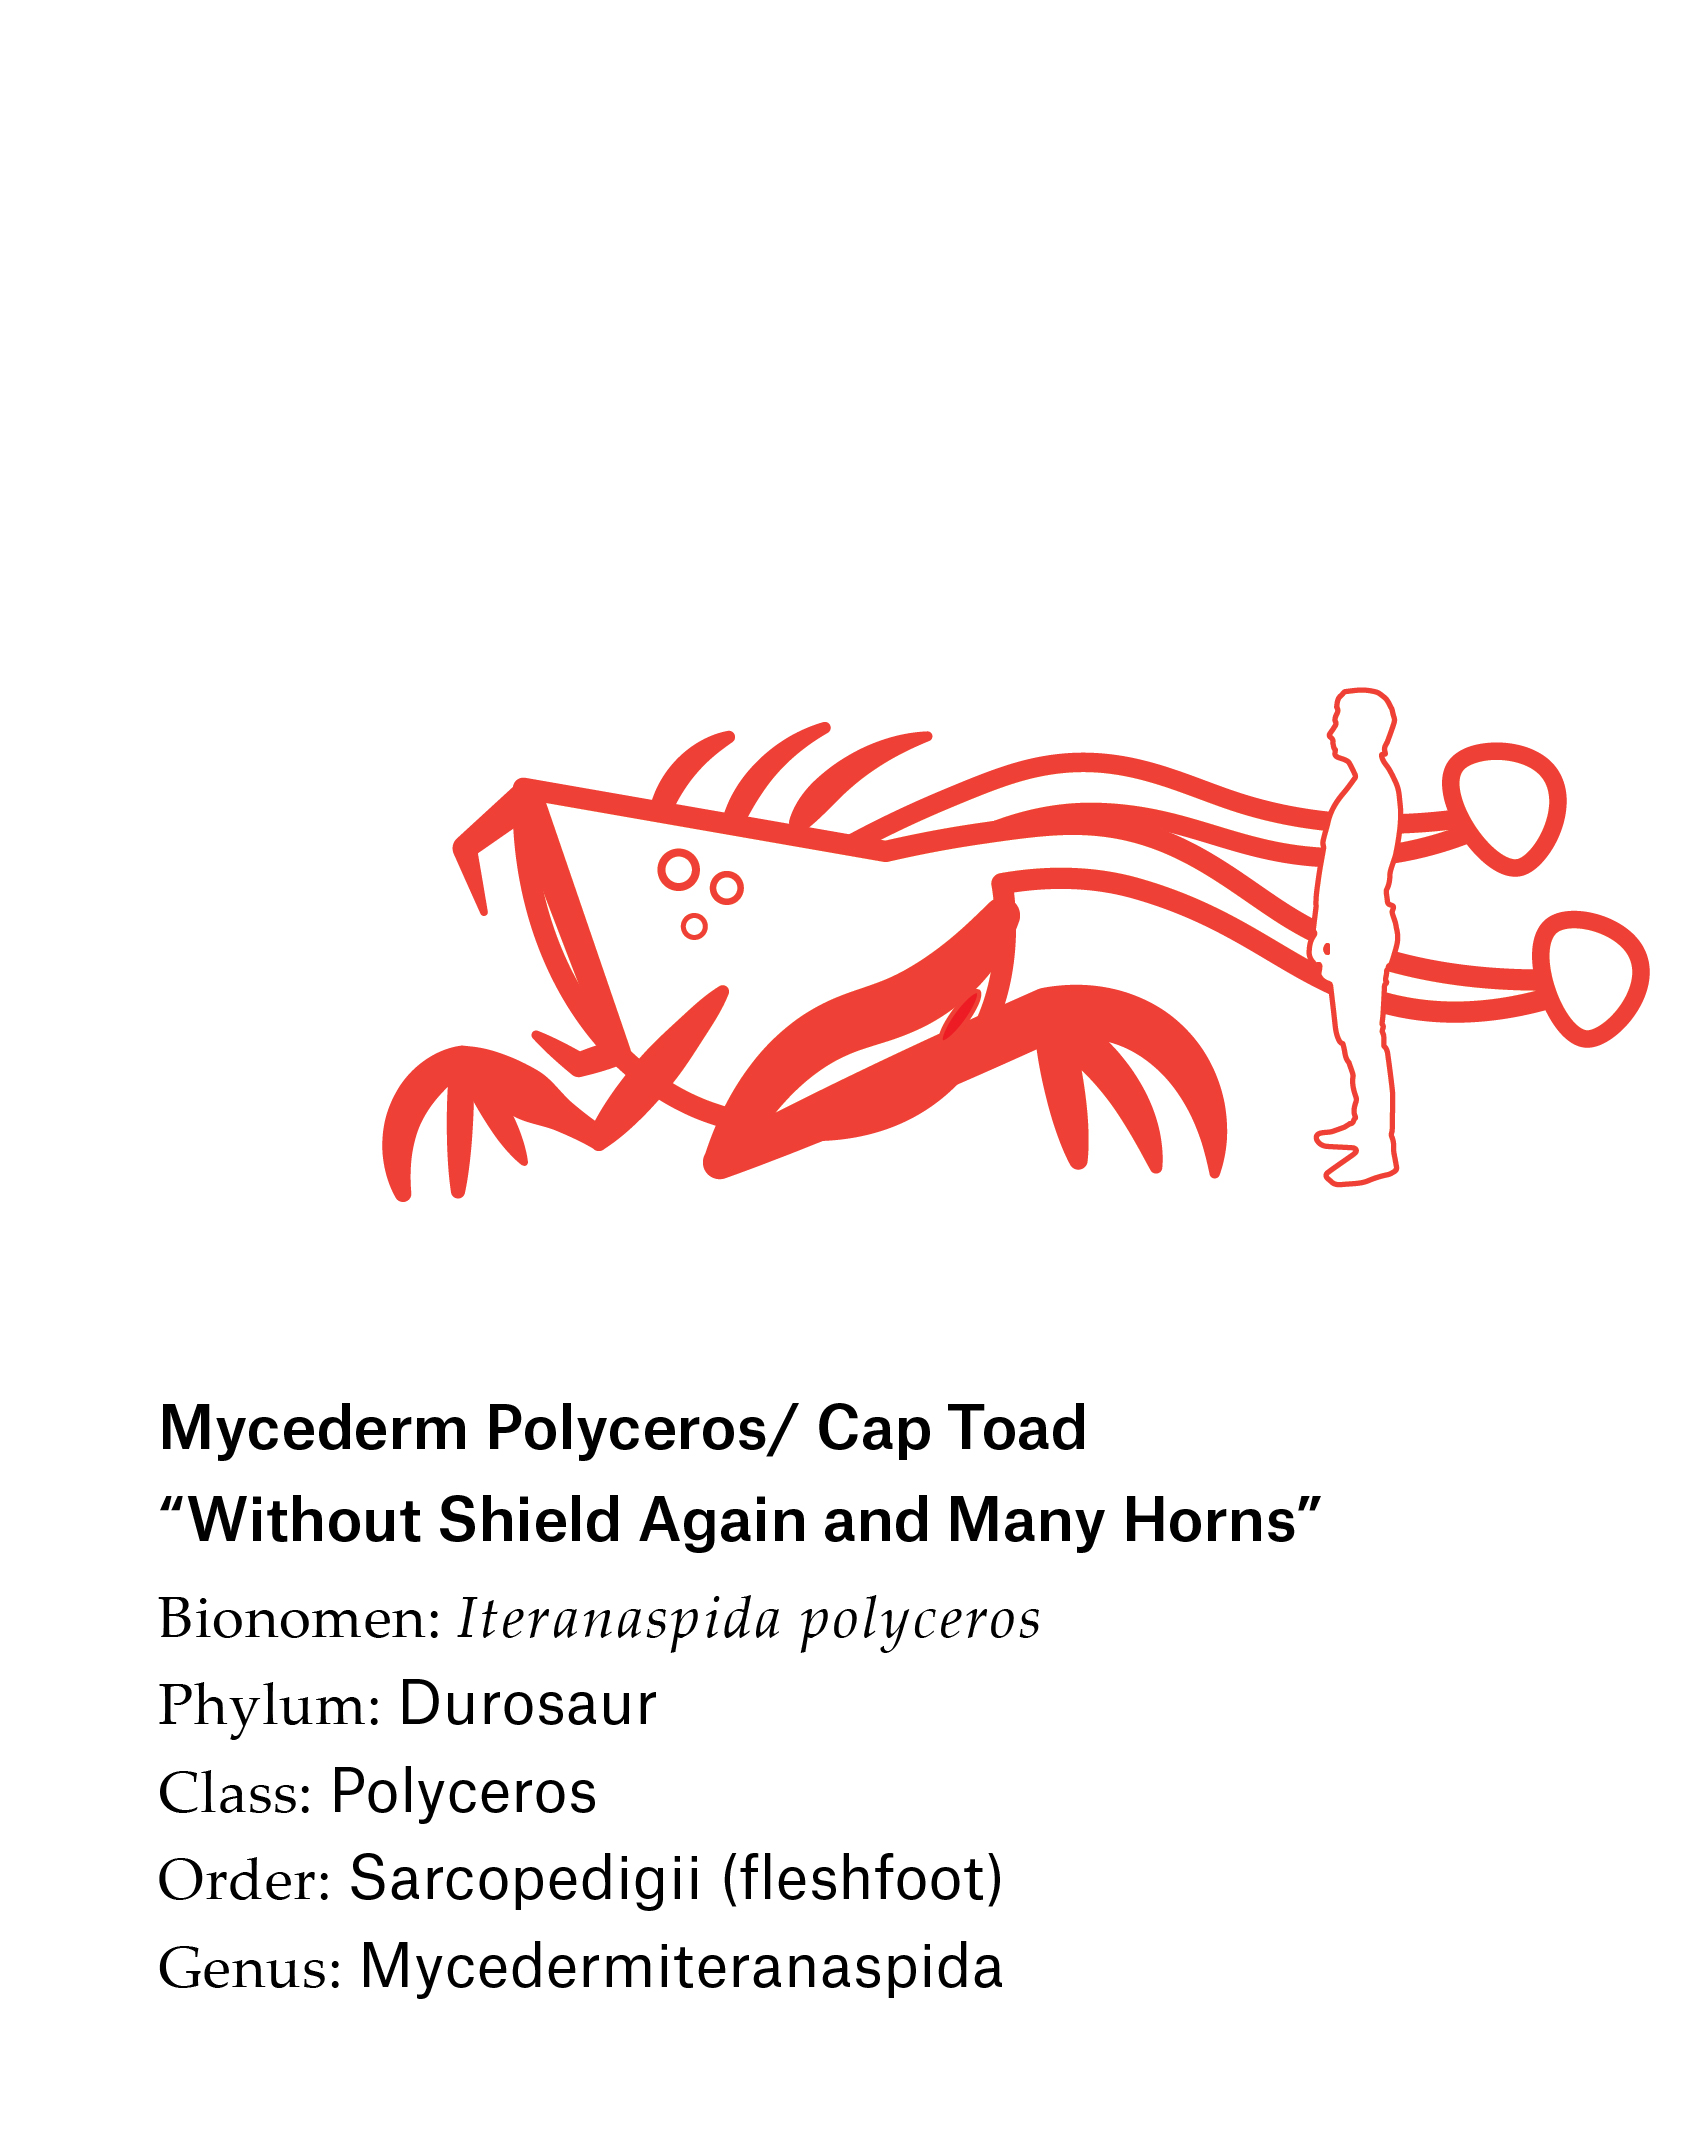 Mycederm Polyceros/ Cap Toad
“Without Shield Again and Many Horns”
Bionomen: Iteranaspida polyceros
Phylum: Durosaur
Class: Polyceros
Order: Sarcopedigii (fleshfoot)
Genus: Mycedermiteranaspida